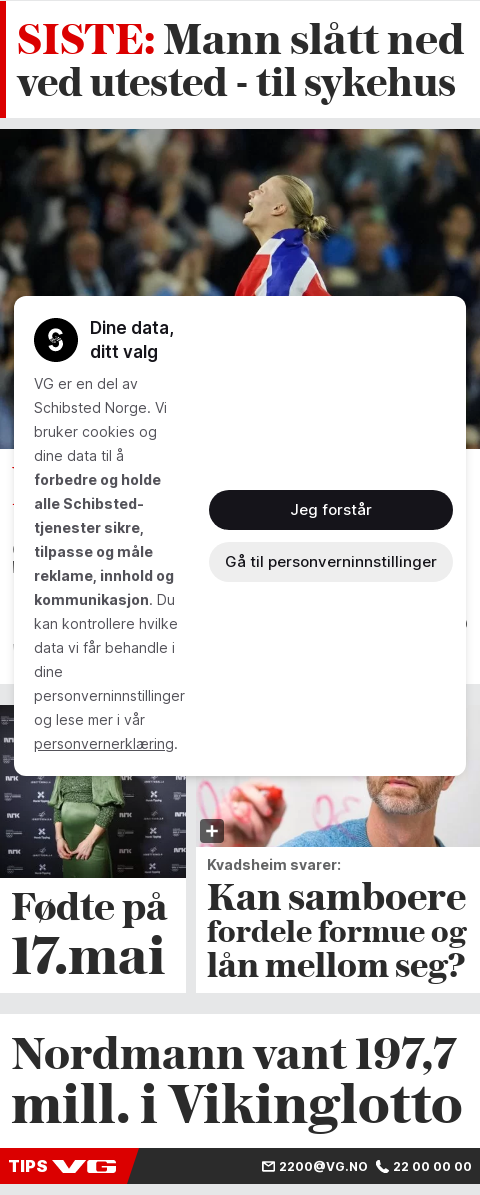 SISTE: Mann slått ned
ved utested - til sykehus
Dine data,
ditt valg
VG er en del av
Schibsted Norge. Vi
bruker cookies og
dine data til å
forbedre og holde
alle Schibsted-
tjenester sikre,
tilpasse og måle
reklame, innhold og
kommunikasjon. Du
kan kontrollere hvilke
data vi får behandle i
dine
personverninnstillinger
og lese mer i vår
personvernerklæring.
Jeg forstår
Gå til personverninnstillinger
NRK
NRK
NRK
Fødte på
17.mai
Kvadsheim svarer:
Kan samboere
fordele formue og
lån mellom seg?
Nordmann vant 197,7
mill. i Vikinglotto
TIPS VG
2200@VG.NO
22 00 00 00